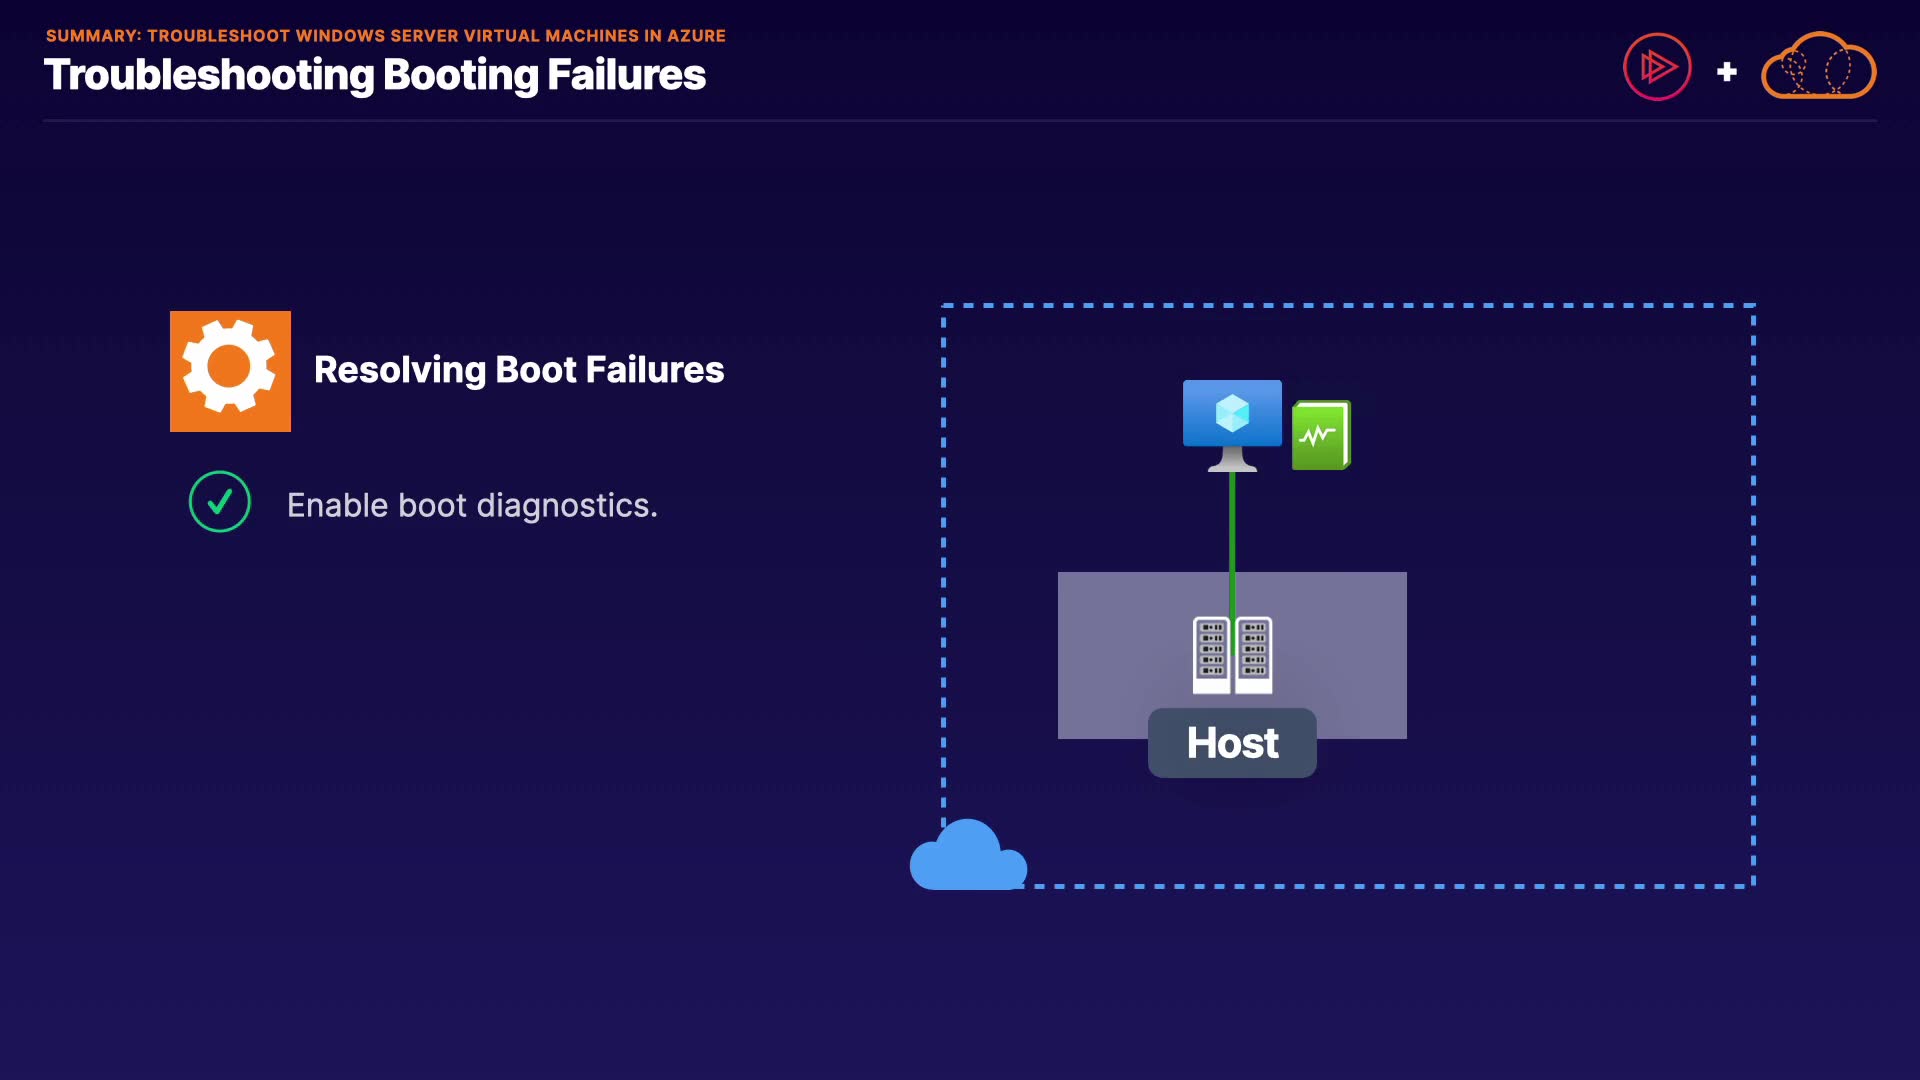 SUMMARY: TROUBLESHOOT WINDOWS SERVER VIRTUAL MACHINES IN AZURE
Troubleshooting Booting Failures
Resolving Boot Failures
Enable boot diagnostics.
Host